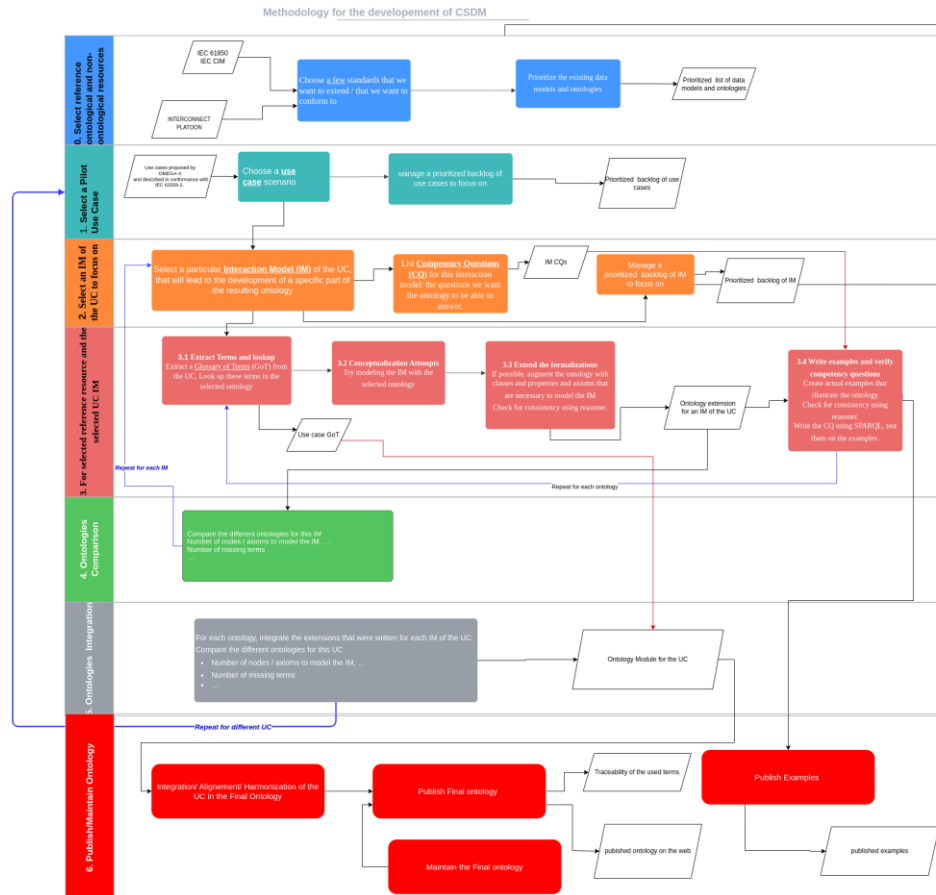 Methodology for the developement of CSDM
0. Select reference
ontological and non-
ontological resources
IEC 61850
IEC CIM
INTERCONNECT
PLATOON
Choose a few standards that we
want to extend / that we want to
conform to
Prioritize the existing data
models and ontologies
Prioritized list of data
models and ontologies
1. Select a Pilot
Use Case
Use cases proposed by
OMEGA-X
and described in conformance with
IEC 62559-2.
Choose a use
case scenario
Manage a prioritized backlog of
use cases to focus on
Prioritized backlog of use
cases
2. Select an IM of
the UC to focus on
Select a particular Interaction Model (IM) of the UC,
that will lead to the development of a specific part of
the resulting ontology
List Competency Questions
(CQ) for this interaction
model: the questions we want
the ontology to be able to
answer.
IM CQs
Manage a
prioritized backlog of IM
to focus on
Prioritized backlog of IM
3. For selected reference resource and the
selected UC IM
3.1 Extract Terms and lookup
Extract a Glossary of Terms (GoT) from
the UC, Look up these terms in the
selected ontology
3.2 Conceptualization Attempts
Try modeling the IM with the
selected ontology
3.3 Extend the formalizations
If possible, augment the ontology with
classes and properties and axioms
that are necessary to model the IM
Check for consistency using reasoner.
3.4 Write examples and verify
competency questions
Create actual examples that
illustrate the ontology
Check for consistency using
reasoner.
Write the CQ using SPARQL, test
them on the examples.
Ontology extension
for an IM of the UC
Use case GoT
Repeat for each IM
Repeat for each ontology
4. Ontologies
Comparison
Compare the different ontologies for this IM
Number of nodes / axioms to model the IM, ...
Number of missing terms
...
5. Ontologies Integration
For each ontology, integrate the extensions that were written for each IM of the UC.
Compare the different ontologies for this UC
• Number of nodes / axioms to model the IM, ...
• Number of missing terms
• ...
Ontology Module for the UC
Repeat for different UC
6. Publish/Maintain Ontology
Integration/ Alignement/ Harmonization of the
UC in the Final Ontology
Publish Final ontology
Traceability of the used
terms
Publish Examples
Maintain the Final ontology
published ontology on the web
published examples